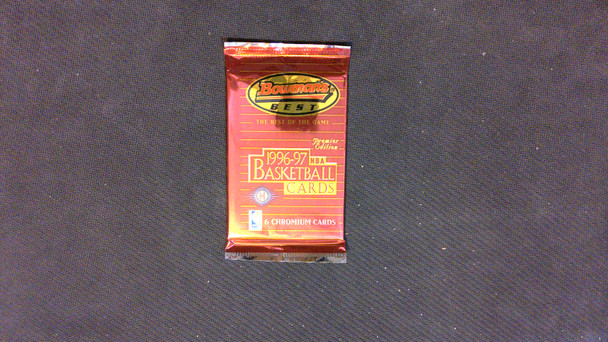 Bowman's
BEST
THE BEST OF THE GAME
Premier
Edition
1996-97 NBA
BASKETBALL
CARDS
6 CHROMIUM CARDS